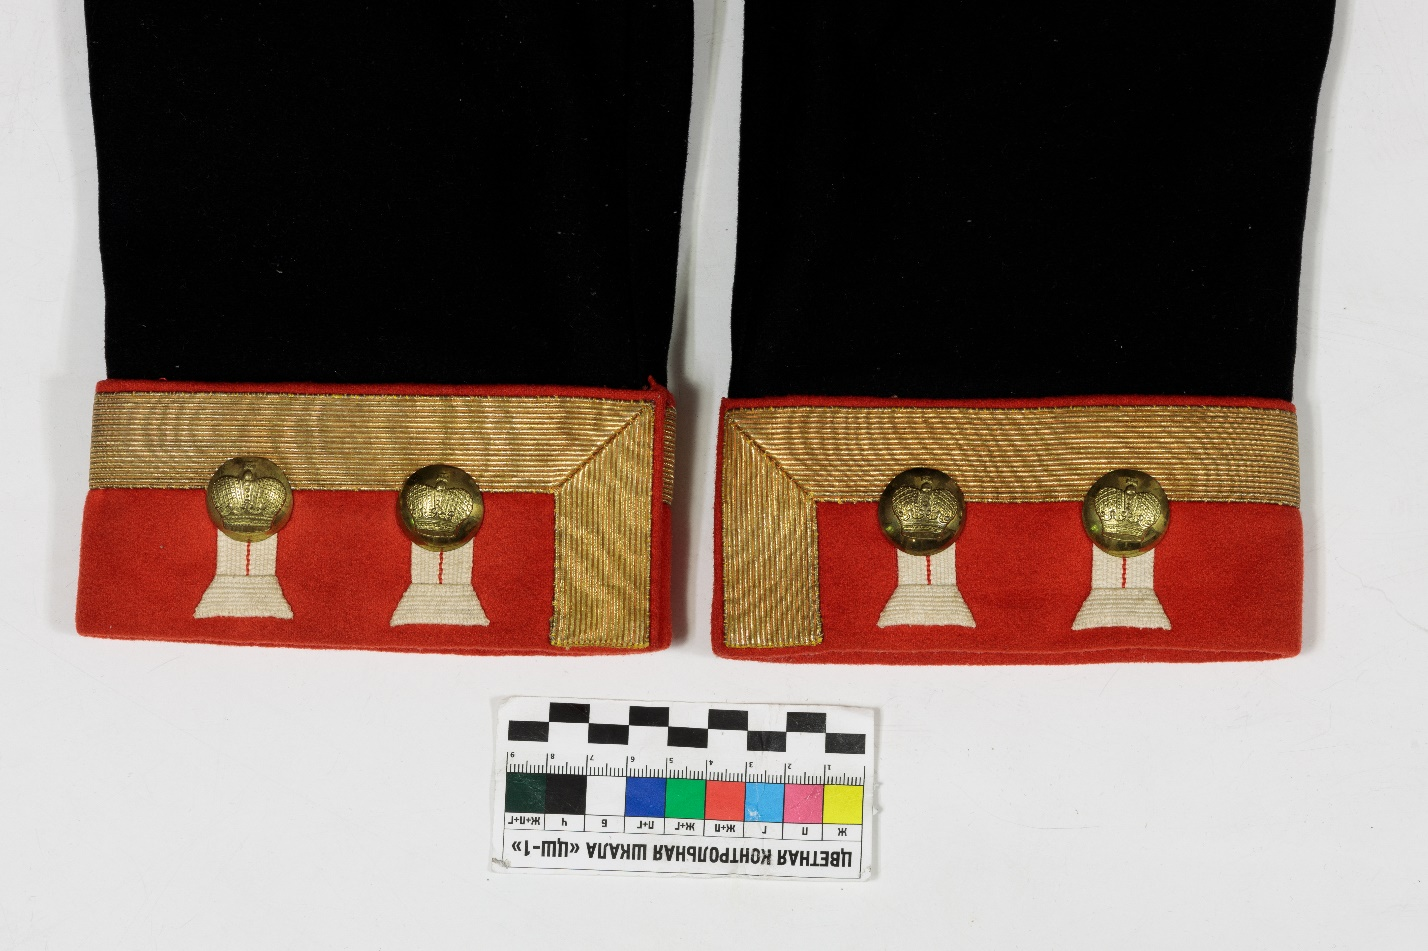 ЦВЕТНАЯ КОНТРОЛЬНАЯ ШКАЛА «ЦШ-1»
Ж П Г Ж+П Ж+Г П+Г Б Ч Ж+П+Г
1 2 3 4 5 6 7 8 9